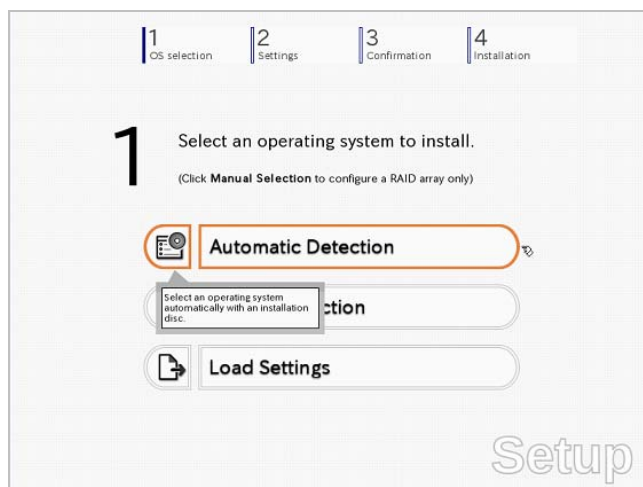 1
OS selection
2
Settings
3
Confirmation
4
Installation
1
Select an operating system to install.
(Click Manual Selection to configure a RAID array only)
Automatic Detection
Select an operating system
automatically with an installation
disc.
ction
Load Settings
Setup